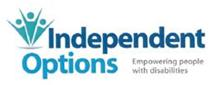 Independent
Options
Empowering people
with disabilities